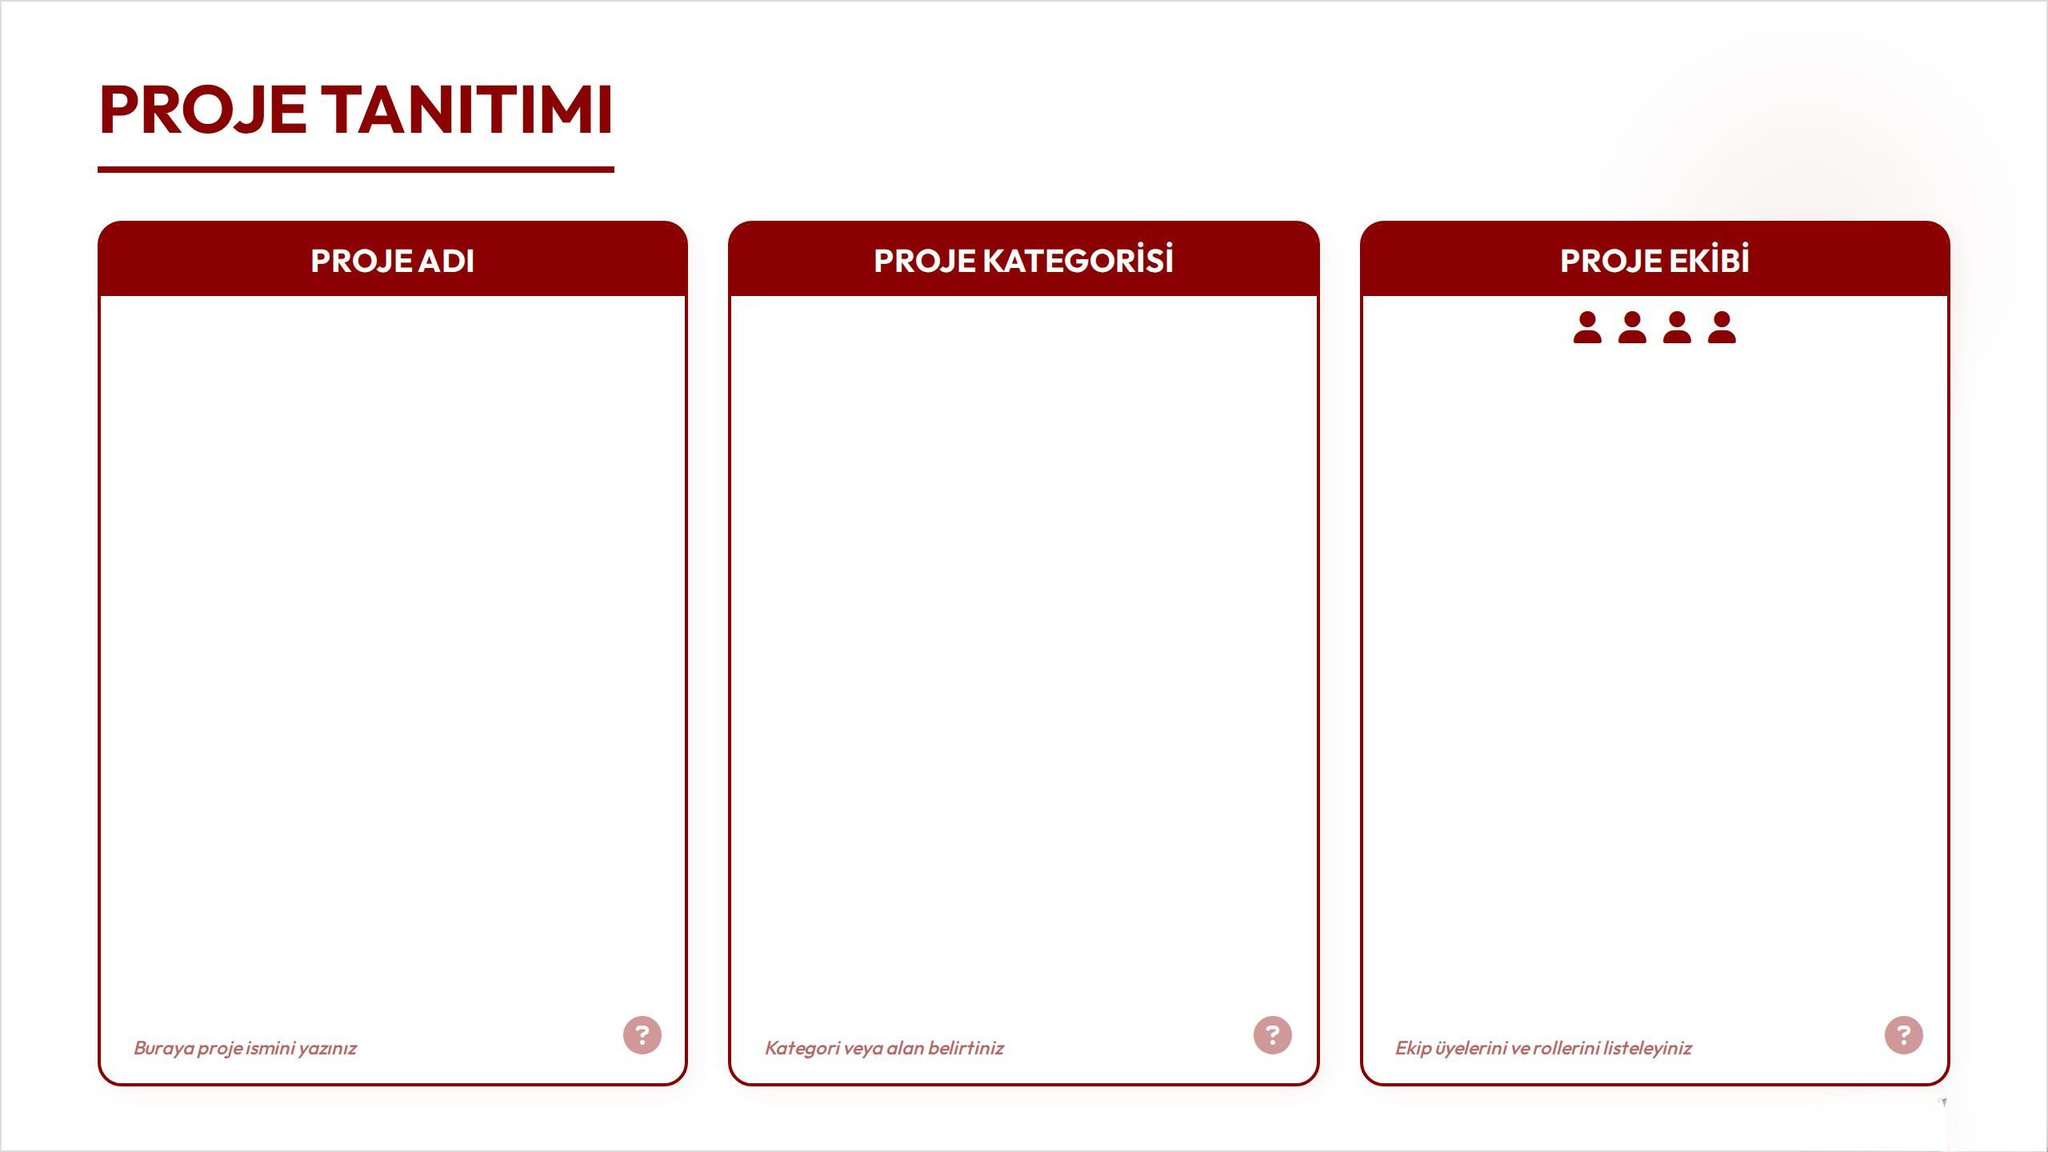 PROJE TANITIMI
PROJE ADI
Buraya proje ismini yazınız
?
PROJE KATEGORİSİ
Kategori veya alan belirtiniz
?
PROJE EKİBİ
Ekip üyelerini ve rollerini listeleyiniz
?